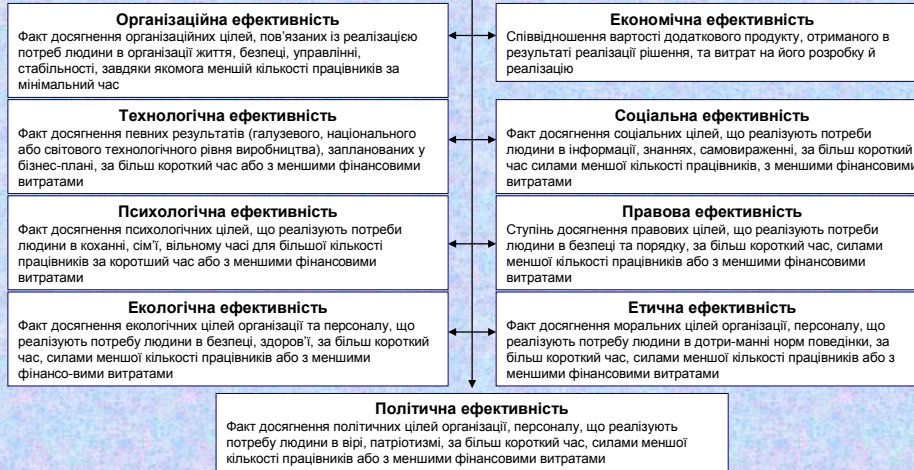 Організаційна ефективність
Факт досягнення організаційних цілей, пов'язаних із реалізацією
потреб людини в організації життя, безпеці, управлінні,
стабільності, завдяки якомога меншій кількості працівників за
мінімальний час
Економічна ефективність
Співвідношення вартості додаткового продукту, отриманого в
результаті реалізації рішення, та витрат на його розробку й
реалізацію
Технологічна ефективність
Факт досягнення певних результатів (галузевого, національного
або світового технологічного рівня виробництва), запланованих у
бізнес-плані, за більш короткий час або з меншими фінансовими
витратами
Соціальна ефективність
Факт досягнення соціальних цілей, що реалізують потреби
людини в інформації, знаннях, самовираженні, за більш короткий
час силами меншої кількості працівників, з меншими фінансовими
витратами
Психологічна ефективність
Факт досягнення психологічних цілей, що реалізують потреби
людини в коханні, сім'ї, вільному часі для більшої кількості
працівників за коротший час або з меншими фінансовими
витратами
Правова ефективність
Ступінь досягнення правових цілей, що реалізують потреби
людини в безпеці та порядку, за більш короткий час, силами
меншої кількості працівників або з меншими фінансовими
витратами
Екологічна ефективність
Факт досягнення екологічних цілей організації та персоналу, що
реалізують потребу людини в безпеці, здоров'ї, за більш короткий
час, силами меншої кількості працівників або з меншими
фінансо-вими витратами
Етична ефективність
Факт досягнення моральних цілей організації, персоналу, що
реалізують потребу людини в дотри-манні норм поведінки, за
більш короткий час, силами меншої кількості працівників або з
меншими фінансовими витратами
Політична ефективність
Факт досягнення політичних цілей організації, персоналу, що реалізують
потребу людини в вірі, патріотизмі, за більш короткий час, силами меншої
кількості працівників або з меншими фінансовими витратами